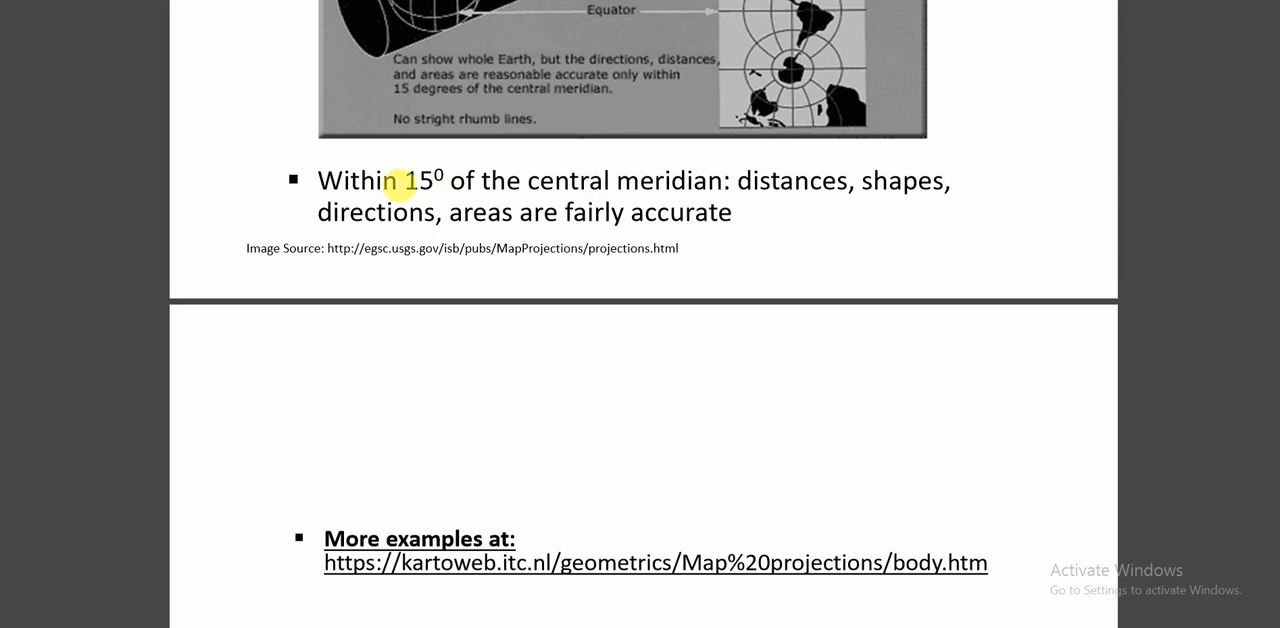 Equator
Can show whole Earth, but the directions, distances,
and areas are reasonable accurate only within
15 degrees of the central meridian.
No stright rhumb lines.
▪ Within 15⁰ of the central meridian: distances, shapes,
directions, areas are fairly accurate
Image Source: http://egsc.usgs.gov/isb/pubs/MapProjections/projections.html
▪ More examples at:
https://kartoweb.itc.nl/geometrics/Map%20projections/body.htm
Activate Windows
Go to Settings to activate Windows.